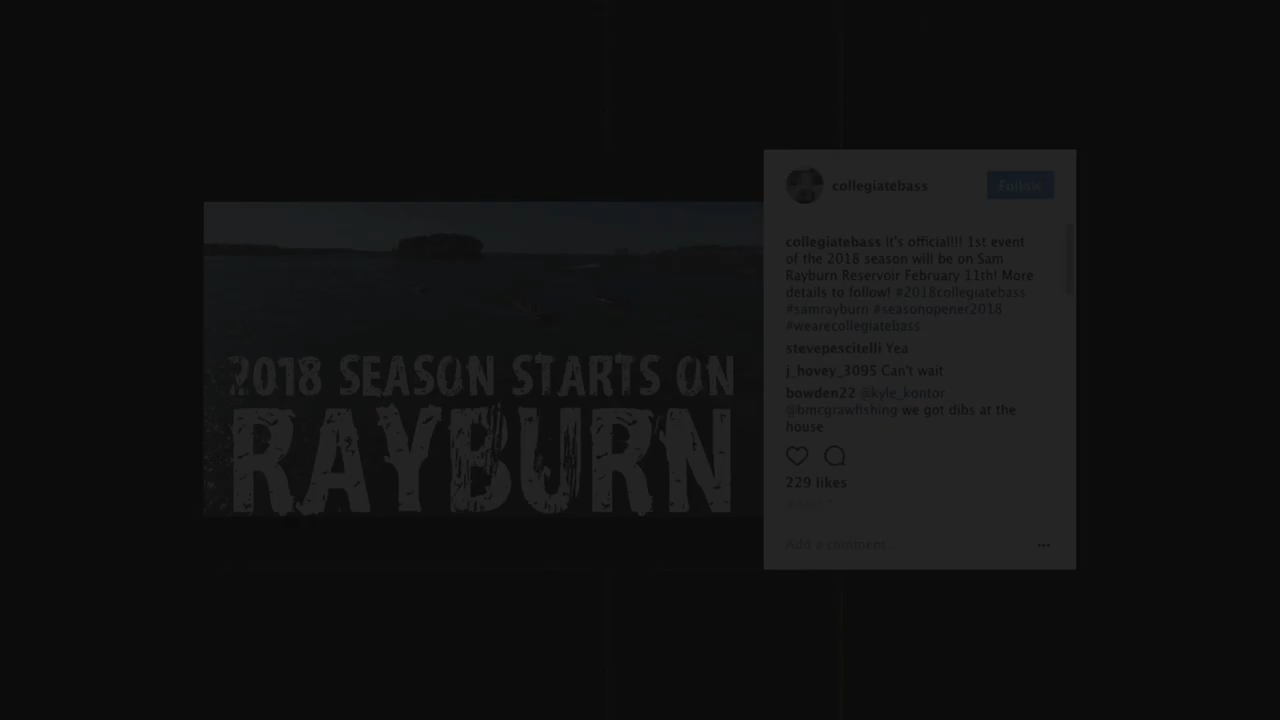 2018 SEASON STARTS ON
RAYBURN
collegiatebass
Follow
collegiatebass It's official!!! 1st event
of the 2018 season will be on Sam
Rayburn Reservoir February 11th! More
details to follow! #2018collegiatebass
#samrayburn #seasonopener2018
#wearecollegiatebass
stevepescitelli Yea
j_hovey_3095 Can't wait
bowden22 @kyle_kontor
@bmcgrawfishing we got dibs at the
house
229 likes
Add a comment...